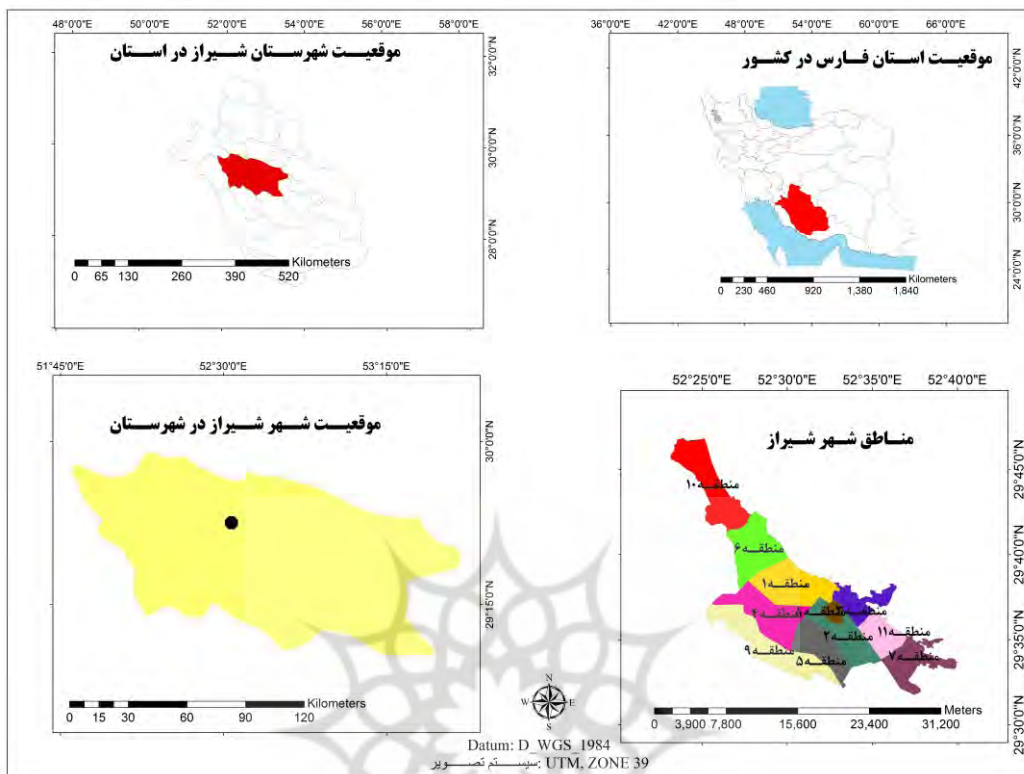 48°0'0"E 50°0'0"E 52°0'0"E 54°0'0"E 56°0'0"E 58°0'0"E
موقعیت شهرستان شیراز در استان
32°0'0"N
30°0'0"N
28°0'0"N
Kilometers
0 65 130 260 390 520
36°0'0"E 42°0'0"E 48°0'0"E 54°0'0"E 60°0'0"E 66°0'0"E
موقعیت استان فارس در کشور
42°0'0"N
36°0'0"N
30°0'0"N
24°0'0"N
Kilometers
0 230 460 920 1,380 1,840
51°45'0"E 52°30'0"E 53°15'0"E
موقعیت شهر شیراز در شهرستان
30°0'0"N
29°15'0"N
Kilometers
0 15 30 60 90 120
52°25'0"E 52°30'0"E 52°35'0"E 52°40'0"E
مناطق شهر شیراز
29°45'0"N
29°40'0"N
29°35'0"N
29°30'0"N
منطقه ۱۰
منطقه ۶
منطقه ۱
منطقه ۴
منطقه ۲
منطقه ۱۱
منطقه ۹
منطقه ۵
منطقه ۷
Meters
0 3,900 7,800 15,600 23,400 31,200
N
W E
S
Datum: D_WGS_1984
سیستم تصویر: UTM, ZONE 39